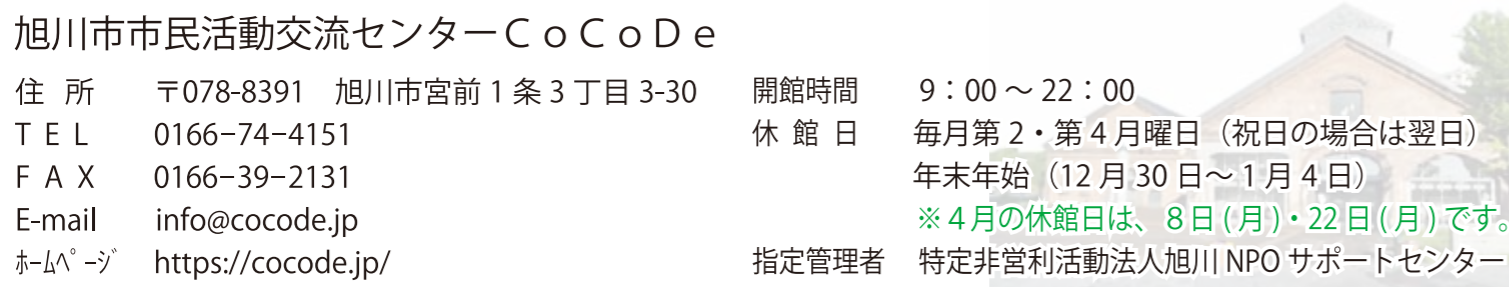 旭川市市民活動交流センターＣｏＣｏＤｅ
住 所 〒078-8391 旭川市宮前 1 条 3 丁目 3-30
T E L 0166−74−4151
F A X 0166−39−2131
E-mail info@cocode.jp
ﾎｰﾑﾍﾟｰｼﾞ https://cocode.jp/
開館時間 9：00 ～ 22：00
休 館 日 毎月第 2・第 4 月曜日（祝日の場合は翌日）
年末年始（12 月 30 日～ 1 月 4 日）
※４月の休館日は、８日 ( 月 )・22 日 ( 月 ) です。
指定管理者 特定非営利活動法人旭川 NPO サポートセンター